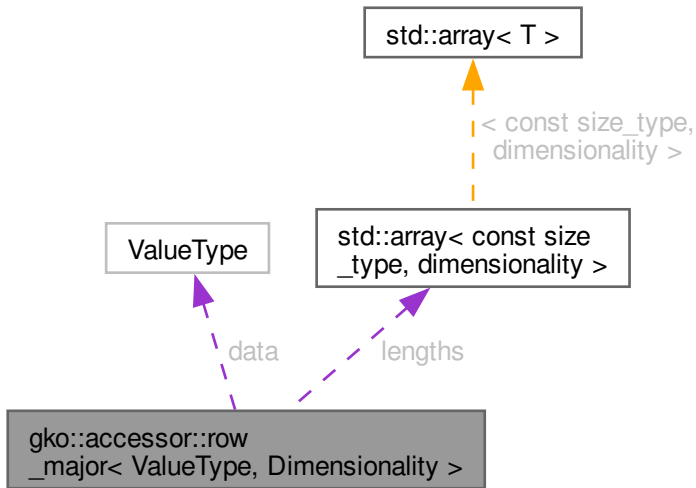 std::array< T >
< const size_type,
dimensionality >
ValueType
std::array< const size
_type, dimensionality >
data
lengths
gko::accessor::row
_major< ValueType, Dimensionality >